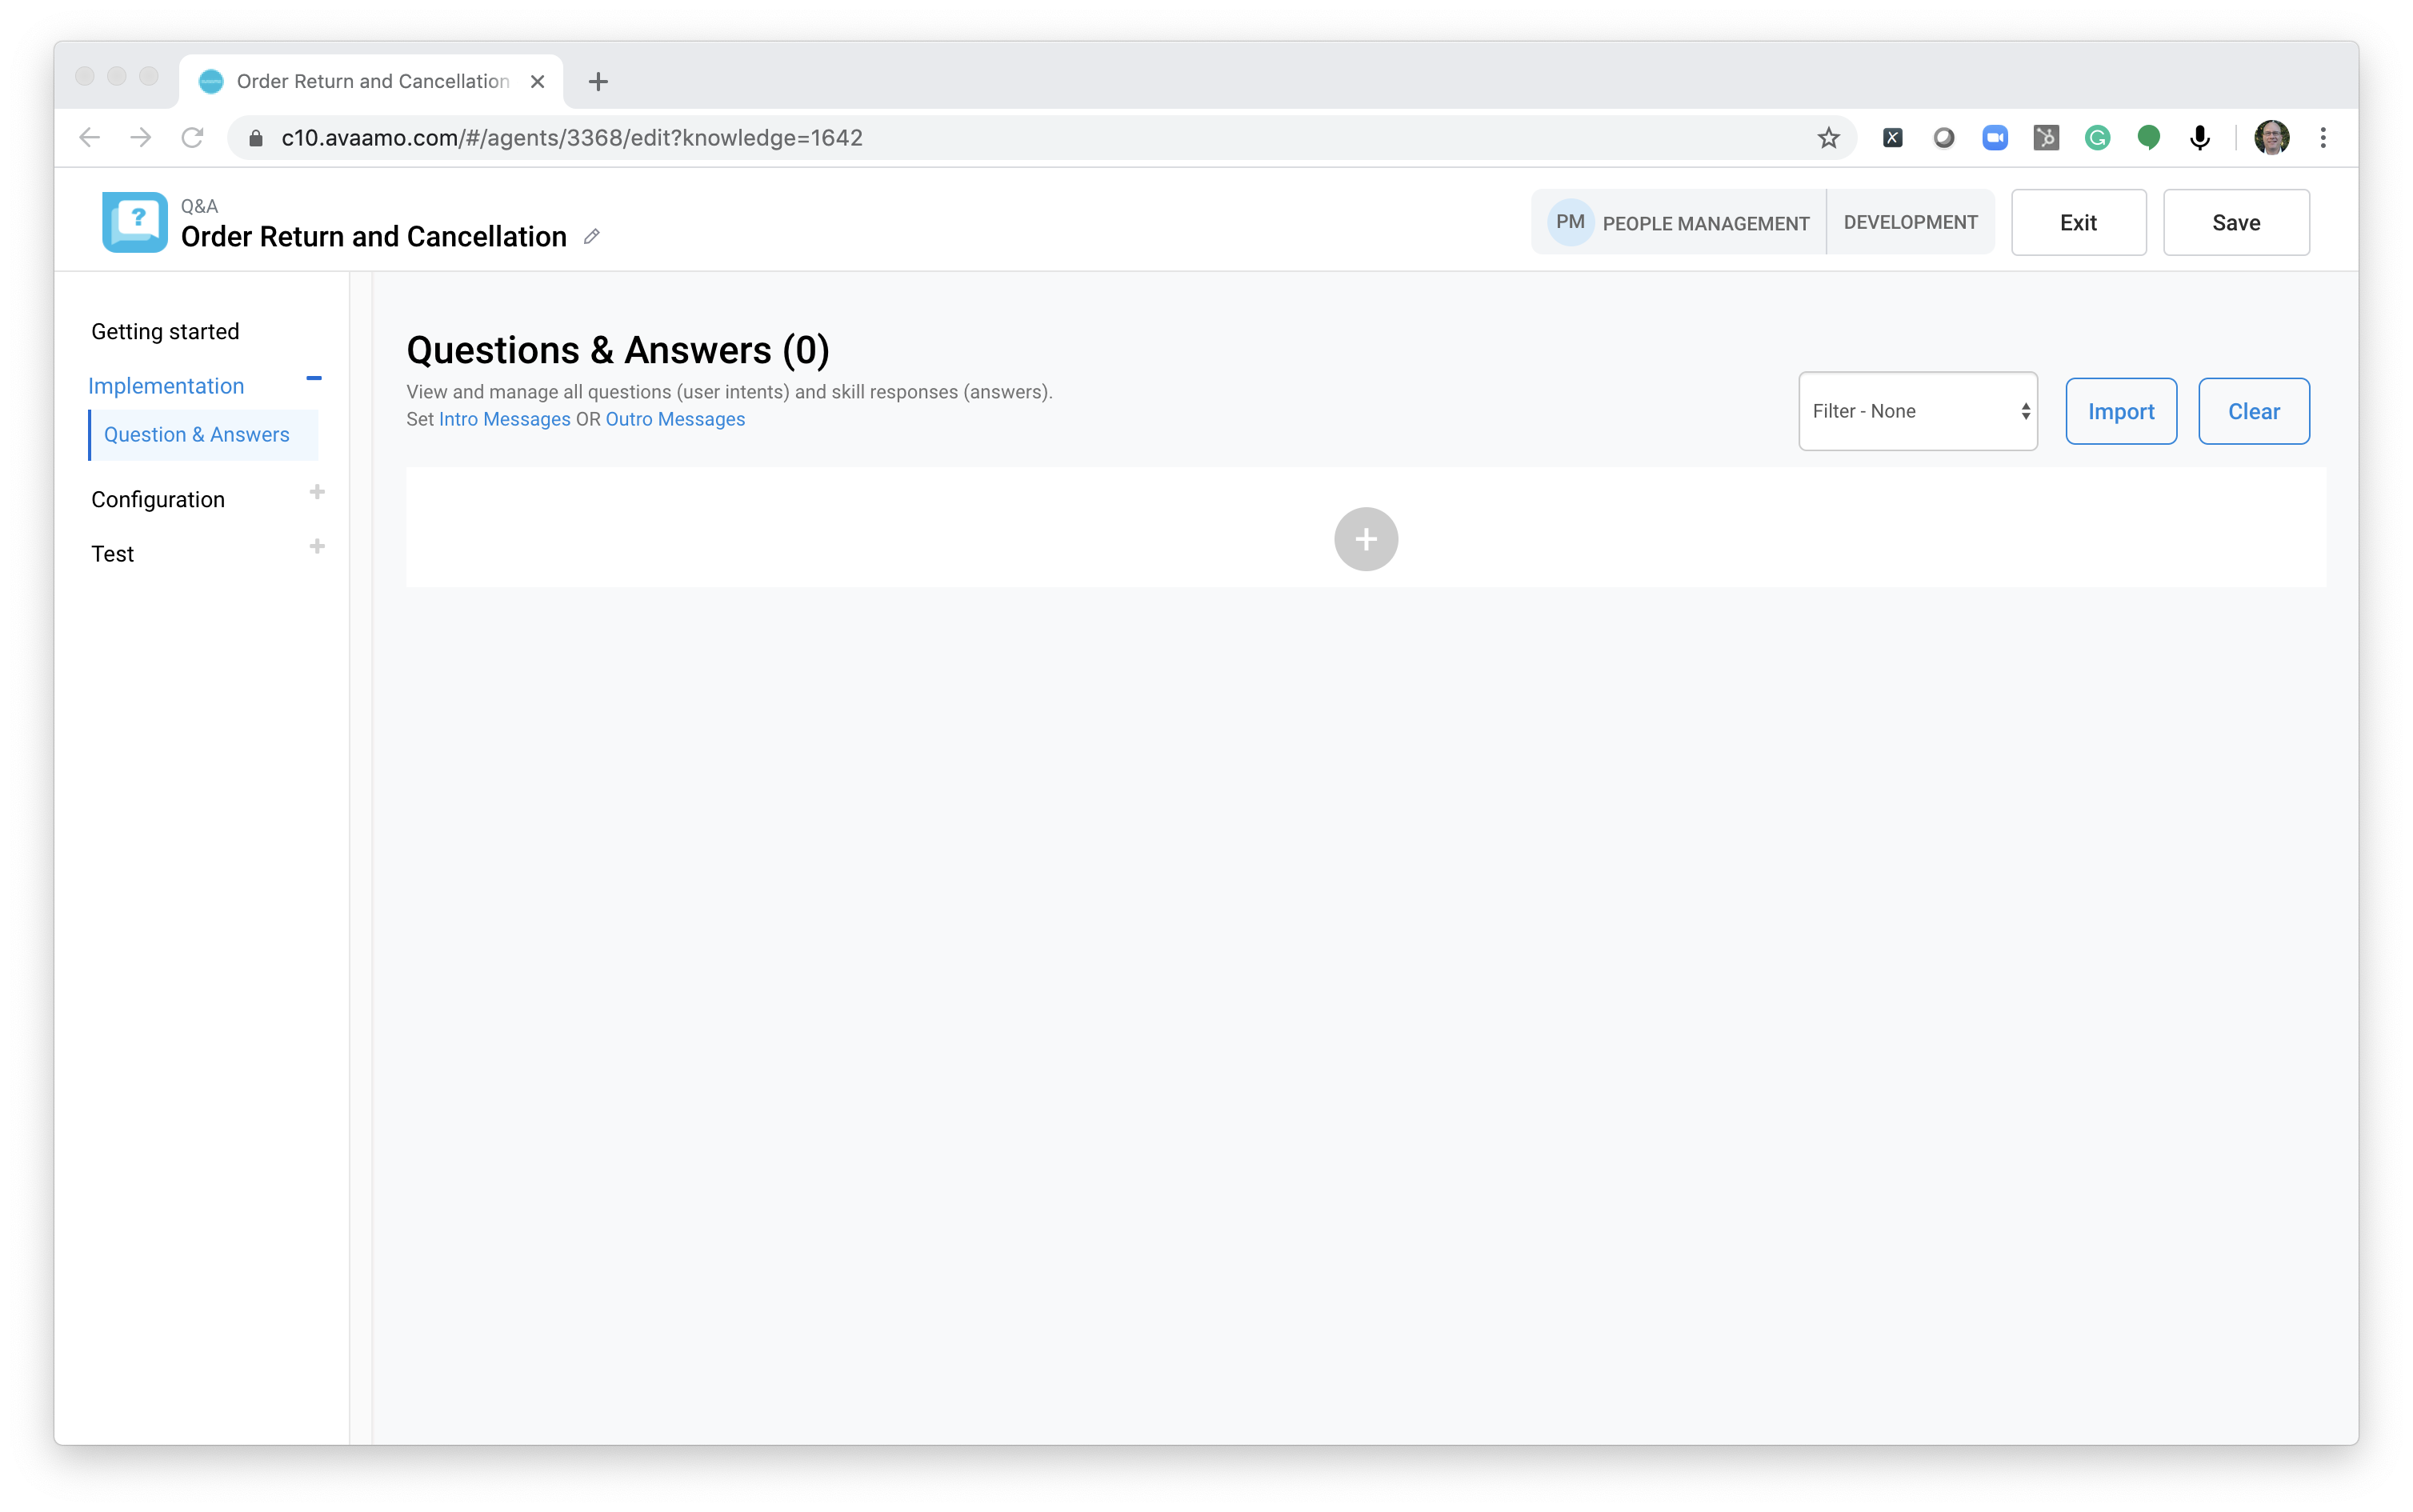 Order Return and Cancellation
c10.avaamo.com/#/agents/3368/edit?knowledge=1642
Q&A
Order Return and Cancellation
PM PEOPLE MANAGEMENT
DEVELOPMENT
Exit
Save
Getting started
Implementation
Question & Answers
Configuration
Test
Questions & Answers (0)
View and manage all questions (user intents) and skill responses (answers).
Set Intro Messages OR Outro Messages
Filter - None
Import
Clear